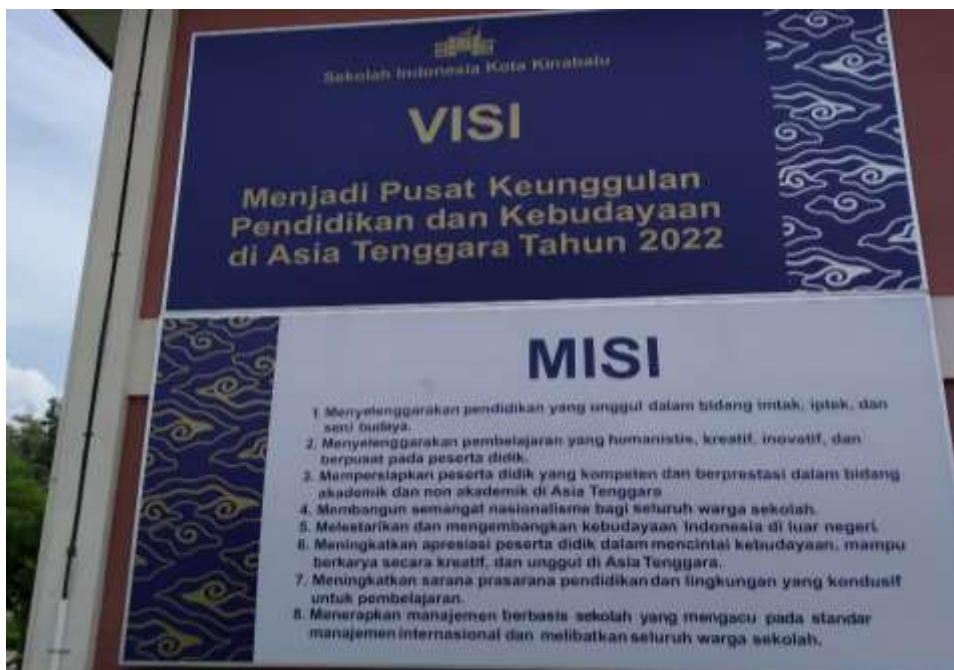 Sekolah Indonesia Kota Kinabalu
VISI
Menjadi Pusat Keunggulan
Pendidikan dan Kebudayaan
di Asia Tenggara Tahun 2022
MISI
1. Menyelenggarakan pendidikan yang unggul dalam bidang imtak, iptek, dan
seni budaya.
2. Menyelenggarakan pembelajaran yang humanistis, kreatif, inovatif, dan
berpusat pada peserta didik.
3. Mempersiapkan peserta didik yang kompeten dan berprestasi dalam bidang
akademik dan non akademik di Asia Tenggara
4. Membangun semangat nasionalisme bagi seluruh warga sekolah.
5. Melestarikan dan mengembangkan kebudayaan Indonesia di luar negeri.
6. Meningkatkan apresiasi peserta didik dalam mencintai kebudayaan, mampu
berkarya secara kreatif, dan unggul di Asia Tenggara.
7. Meningkatkan sarana prasarana pendidikan dan lingkungan yang kondusif
untuk pembelajaran.
8. Menerapkan manajemen berbasis sekolah yang mengacu pada standar
manajemen internasional dan melibatkan seluruh warga sekolah.